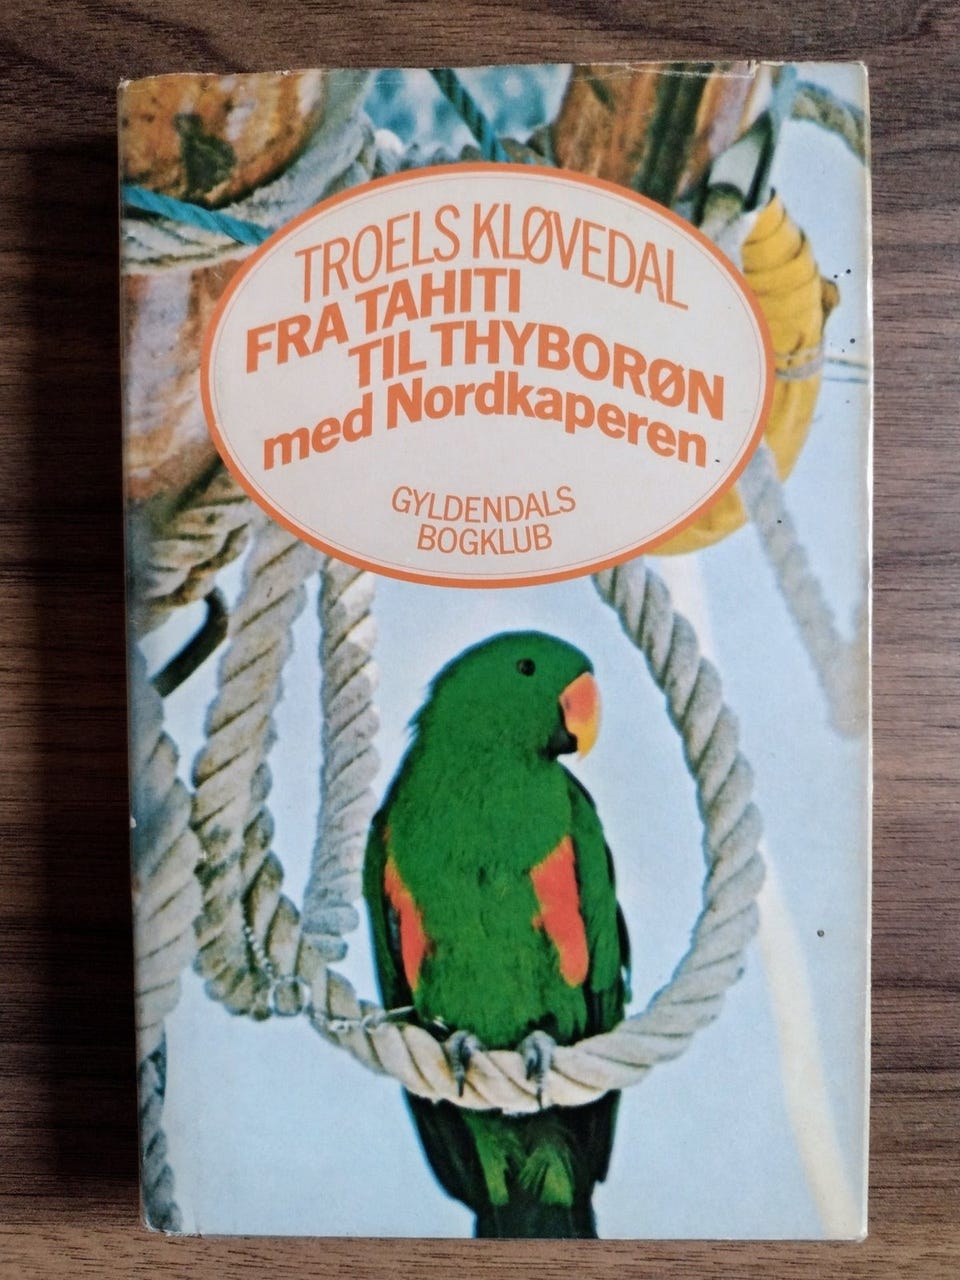 TROELS KLØVEDAL
FRA TAHITI
TIL THYBORØN
med Nordkaperen
GYLDENDALS
BOGKLUB